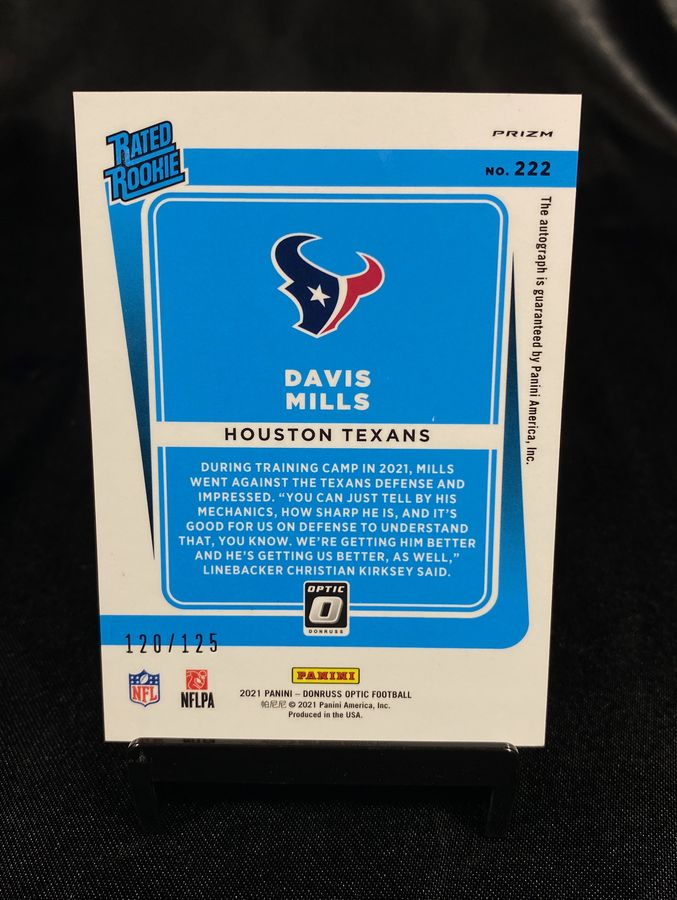 RATED
ROOKIE
PRIZM
NO. 222
The autograph is guaranteed by Panini America, Inc.
DAVIS
MILLS
HOUSTON TEXANS
DURING TRAINING CAMP IN 2021, MILLS
WENT AGAINST THE TEXANS DEFENSE AND
IMPRESSED. “YOU CAN JUST TELL BY HIS
MECHANICS, HOW SHARP HE IS, AND IT'S
GOOD FOR US ON DEFENSE TO UNDERSTAND
THAT, YOU KNOW. WE'RE GETTING HIM BETTER
AND HE'S GETTING US BETTER, AS WELL,”
LINEBACKER CHRISTIAN KIRKSEY SAID.
OPTIC
O
DONRUSS
120/125
NFL
NFLPA
PANINI
2021 PANINI – DONRUSS OPTIC FOOTBALL
帕尼尼 © 2021 Panini America, Inc.
Produced in the USA.